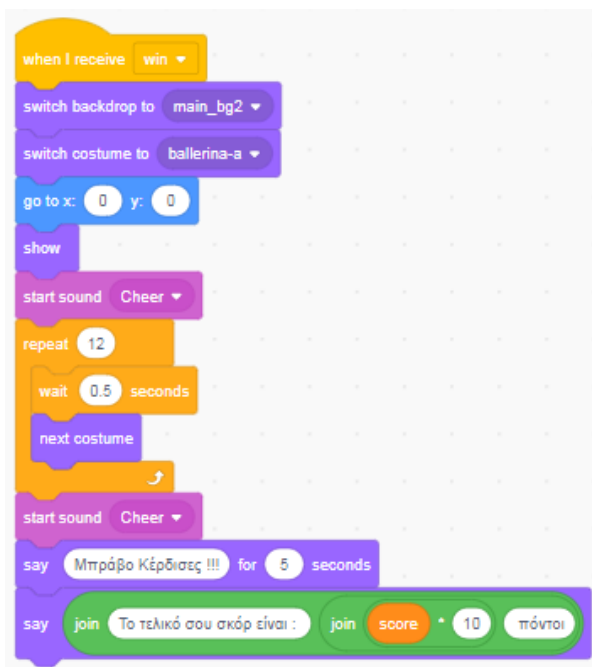 when I receive win
switch backdrop to main_bg2
switch costume to ballerina-a
go to x: 0 y: 0
show
start sound Cheer
repeat 12
wait 0.5 seconds
next costume
start sound Cheer
say Μπράβο Κέρδισες !!! for 5 seconds
say join Το τελικό σου σκόρ είναι : join score * 10 πόντοι